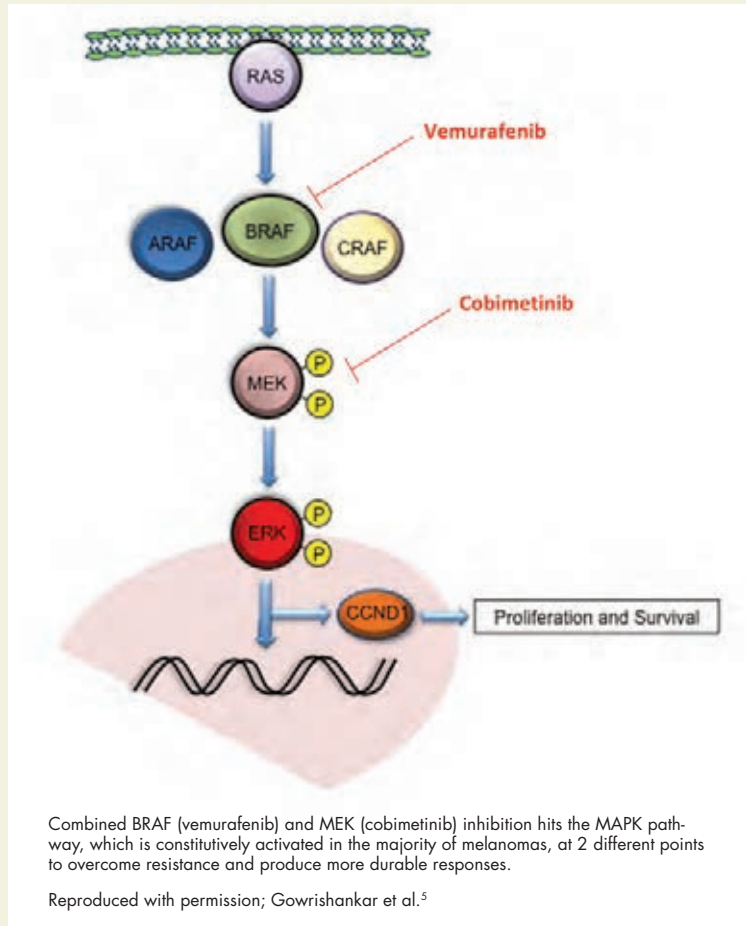 RAS
Vemurafenib
ARAF
BRAF
CRAF
Cobimetinib
MEK
P
P
ERK
P
P
CCND1
Proliferation and Survival
Combined BRAF (vemurafenib) and MEK (cobimetinib) inhibition hits the MAPK path-
way, which is constitutively activated in the majority of melanomas, at 2 different points
to overcome resistance and produce more durable responses.
Reproduced with permission; Gowrishankar et al.⁵